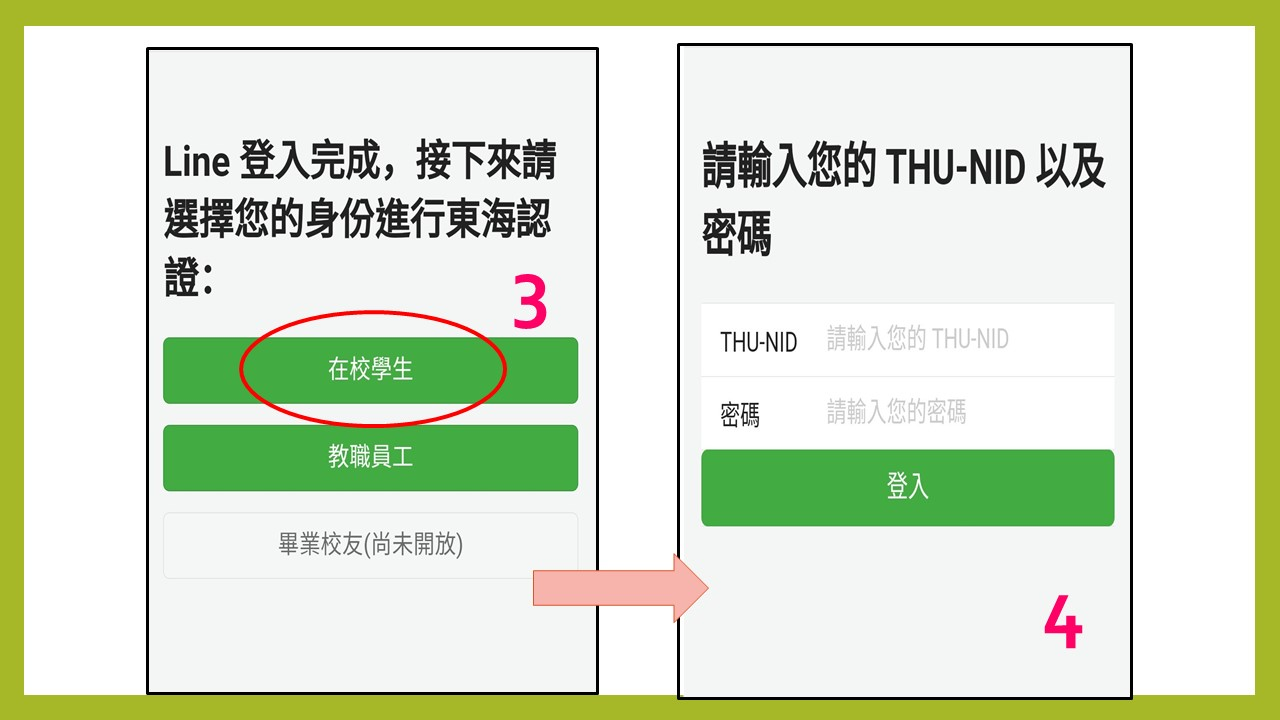 Line 登入完成，接下來請
選擇您的身份進行東海認
證：
3
在校學生
教職員工
畢業校友(尚未開放)
請輸入您的 THU-NID 以及
密碼
THU-NID 請輸入您的 THU-NID
密碼 請輸入您的密碼
登入
4